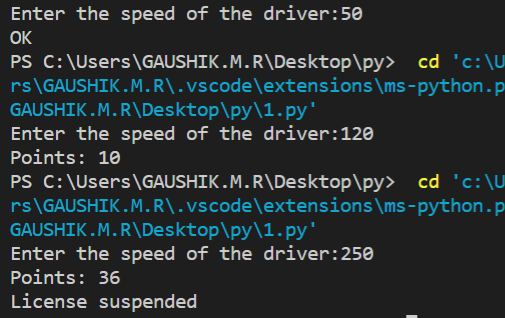 Enter the speed of the driver:50
OK
PS C:\Users\GAUSHIK.M.R\Desktop\py>  cd 'c:\U
rs\GAUSHIK.M.R\.vscode\extensions\ms-python.p
GAUSHIK.M.R\Desktop\py\1.py'
Enter the speed of the driver:120
Points: 10
PS C:\Users\GAUSHIK.M.R\Desktop\py>  cd 'c:\U
rs\GAUSHIK.M.R\.vscode\extensions\ms-python.p
GAUSHIK.M.R\Desktop\py\1.py'
Enter the speed of the driver:250
Points: 36
License suspended